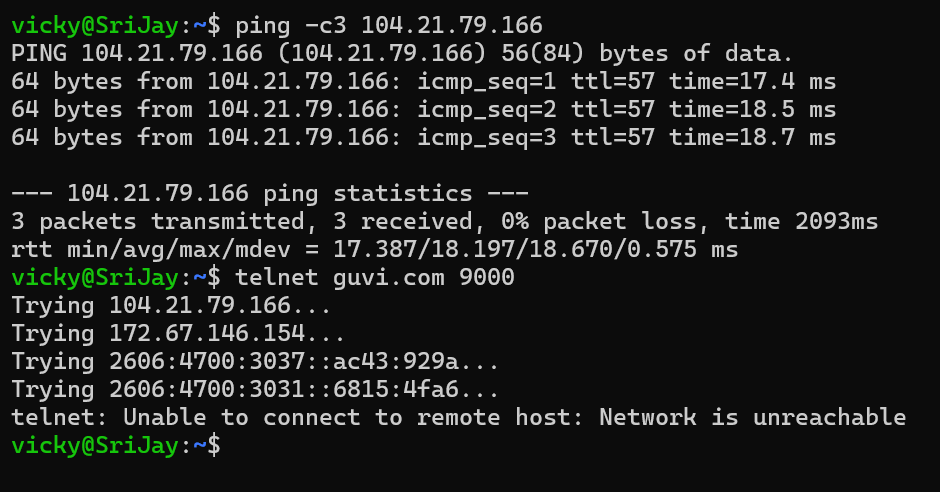 vicky@SriJay:~$ ping -c3 104.21.79.166
PING 104.21.79.166 (104.21.79.166) 56(84) bytes of data.
64 bytes from 104.21.79.166: icmp_seq=1 ttl=57 time=17.4 ms
64 bytes from 104.21.79.166: icmp_seq=2 ttl=57 time=18.5 ms
64 bytes from 104.21.79.166: icmp_seq=3 ttl=57 time=18.7 ms

--- 104.21.79.166 ping statistics ---
3 packets transmitted, 3 received, 0% packet loss, time 2093ms
rtt min/avg/max/mdev = 17.387/18.197/18.670/0.575 ms
vicky@SriJay:~$ telnet guvi.com 9000
Trying 104.21.79.166...
Trying 172.67.146.154...
Trying 2606:4700:3037::ac43:929a...
Trying 2606:4700:3031::6815:4fa6...
telnet: Unable to connect to remote host: Network is unreachable
vicky@SriJay:~$